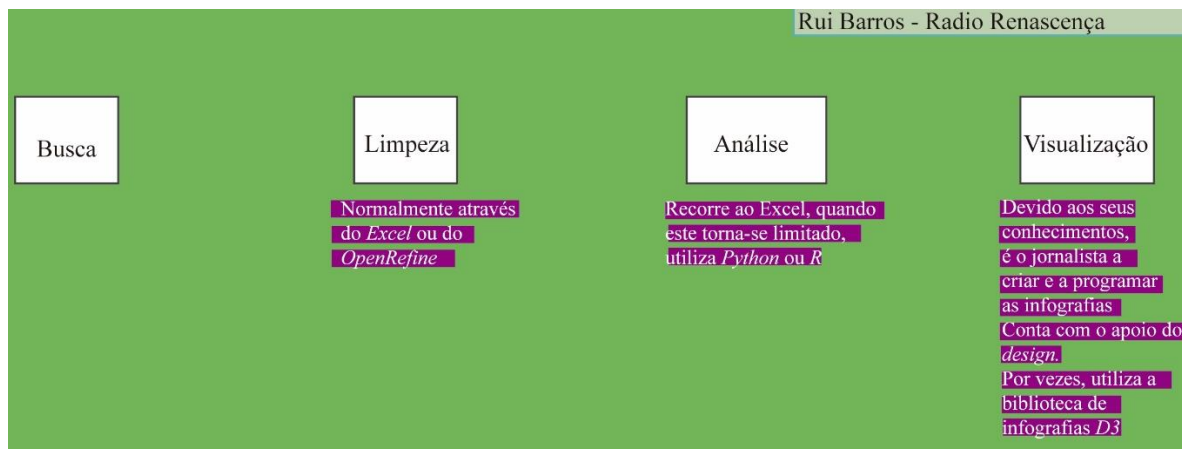 Rui Barros - Radio Renascença
Busca
Limpeza
Análise
Visualização
Normalmente através
do Excel ou do
OpenRefine
Recorre ao Excel, quando
este torna-se limitado,
utiliza Python ou R
Devido aos seus
conhecimentos,
é o jornalista a
criar e a programar
as infografias
Conta com o apoio do
design.
Por vezes, utiliza a
biblioteca de
infografias D3